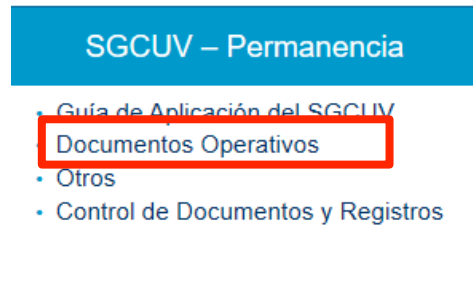 SGCUV – Permanencia
Guía de Aplicación del SGCUV
Documentos Operativos
Otros
Control de Documentos y Registros